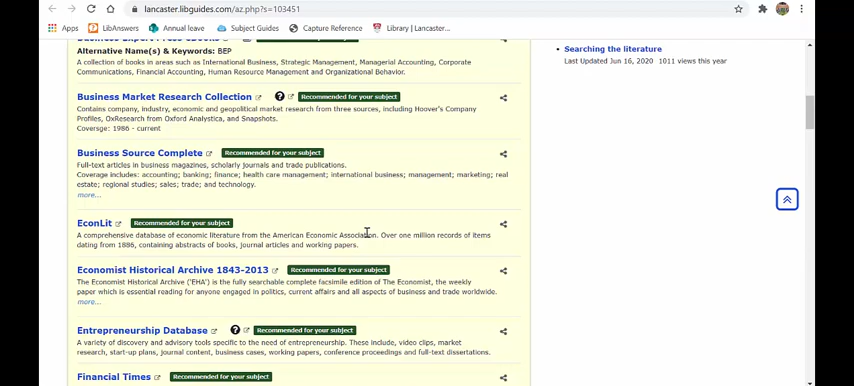 lancaster.libguides.com/az.php?s=103451
Apps LibAnswers Annual leave Subject Guides Capture Reference Library | Lancaster...
Business Expert Press eBooks
Alternative Name(s) & Keywords: BEP
A collection of books in areas such as International Business, Strategic Management, Managerial Accounting, Corporate
Communications, Financial Accounting, Human Resource Management and Organizational Behavior.
Business Market Research Collection Recommended for your subject
Contains company, industry, economic and geopolitical market research from three sources, including Hoover's Company
Profiles, OxResearch from Oxford Analytica, and Snapshots.
Coverage: 1986 - current
Business Source Complete Recommended for your subject
Full-text articles in business magazines, scholarly journals and trade publications.
Coverage includes: accounting; banking; finance; health care management; international business; management; marketing; real
estate; regional studies; sales; trade; and technology.
more...
EconLit Recommended for your subject
A comprehensive database of economic literature from the American Economic Association. Over one million records of items
dating from 1886, containing abstracts of books, journal articles and working papers.
Economist Historical Archive 1843-2013 Recommended for your subject
The Economist Historical Archive ('EHA') is the fully searchable complete facsimile edition of The Economist, the weekly
paper which is essential reading for anyone engaged in politics, current affairs and all aspects of business and trade worldwide.
more...
Entrepreneurship Database Recommended for your subject
A variety of discovery and advisory tools specific to the need of entrepreneurship. These include, video clips, market
research, start-up plans, journal content, business cases, working papers, conference proceedings and full-text dissertations.
Financial Times Recommended for your subject
Searching the literature
Last Updated Jun 16, 2020 1011 views this year